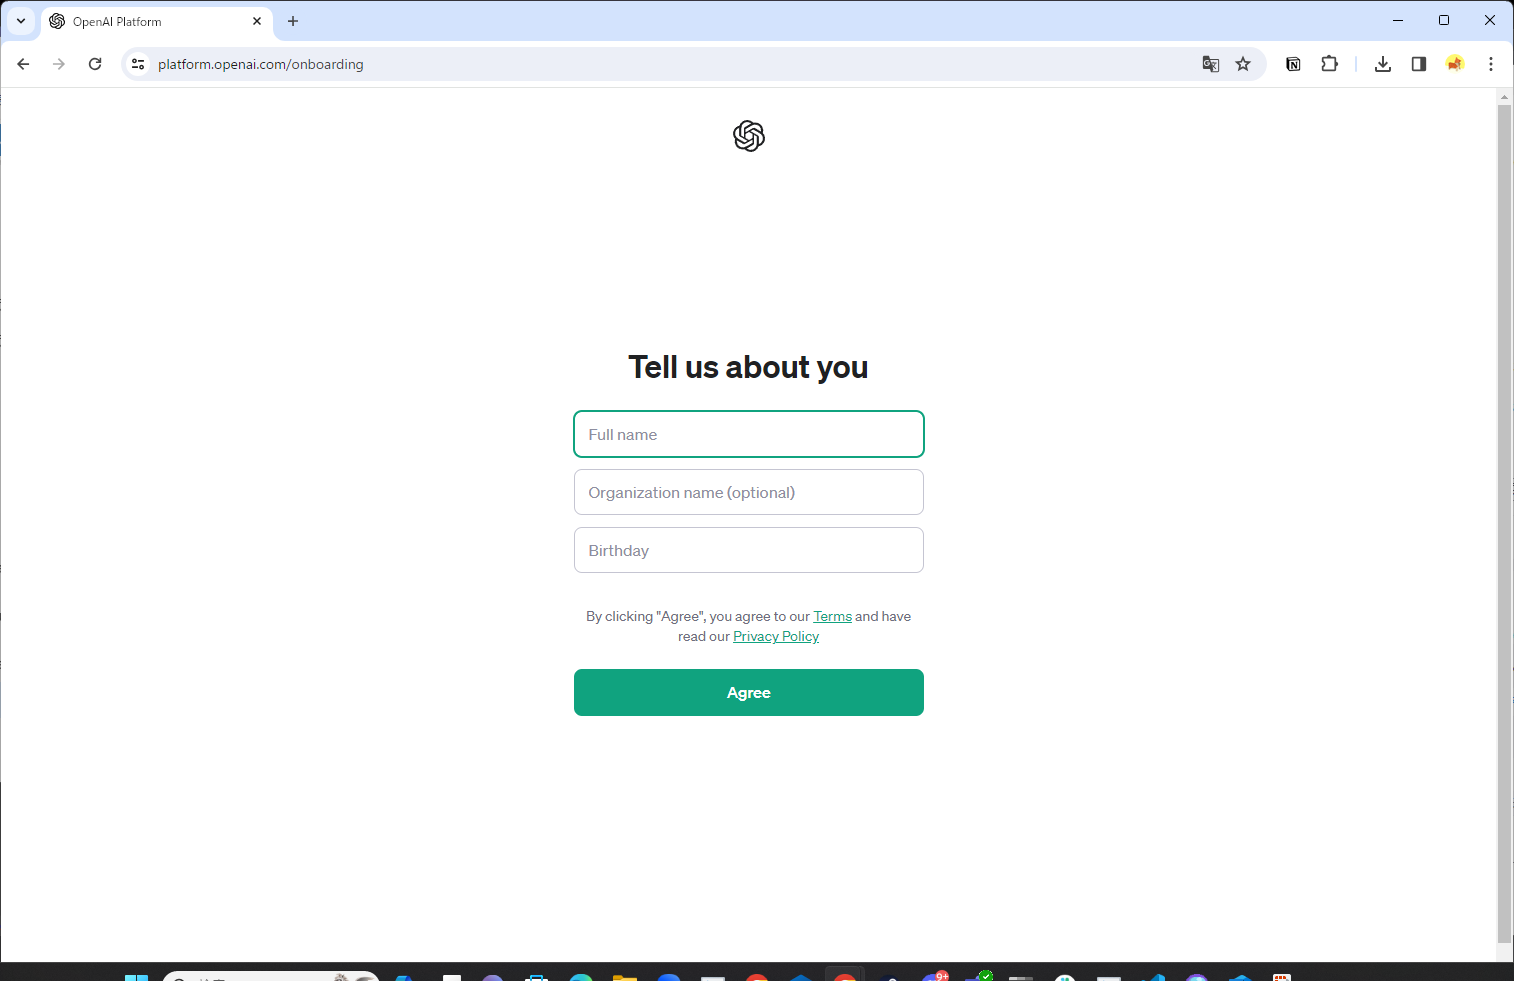 OpenAI Platform
platform.openai.com/onboarding
Tell us about you
Full name
Organization name (optional)
Birthday
By clicking "Agree", you agree to our Terms and have
read our Privacy Policy
Agree
9+